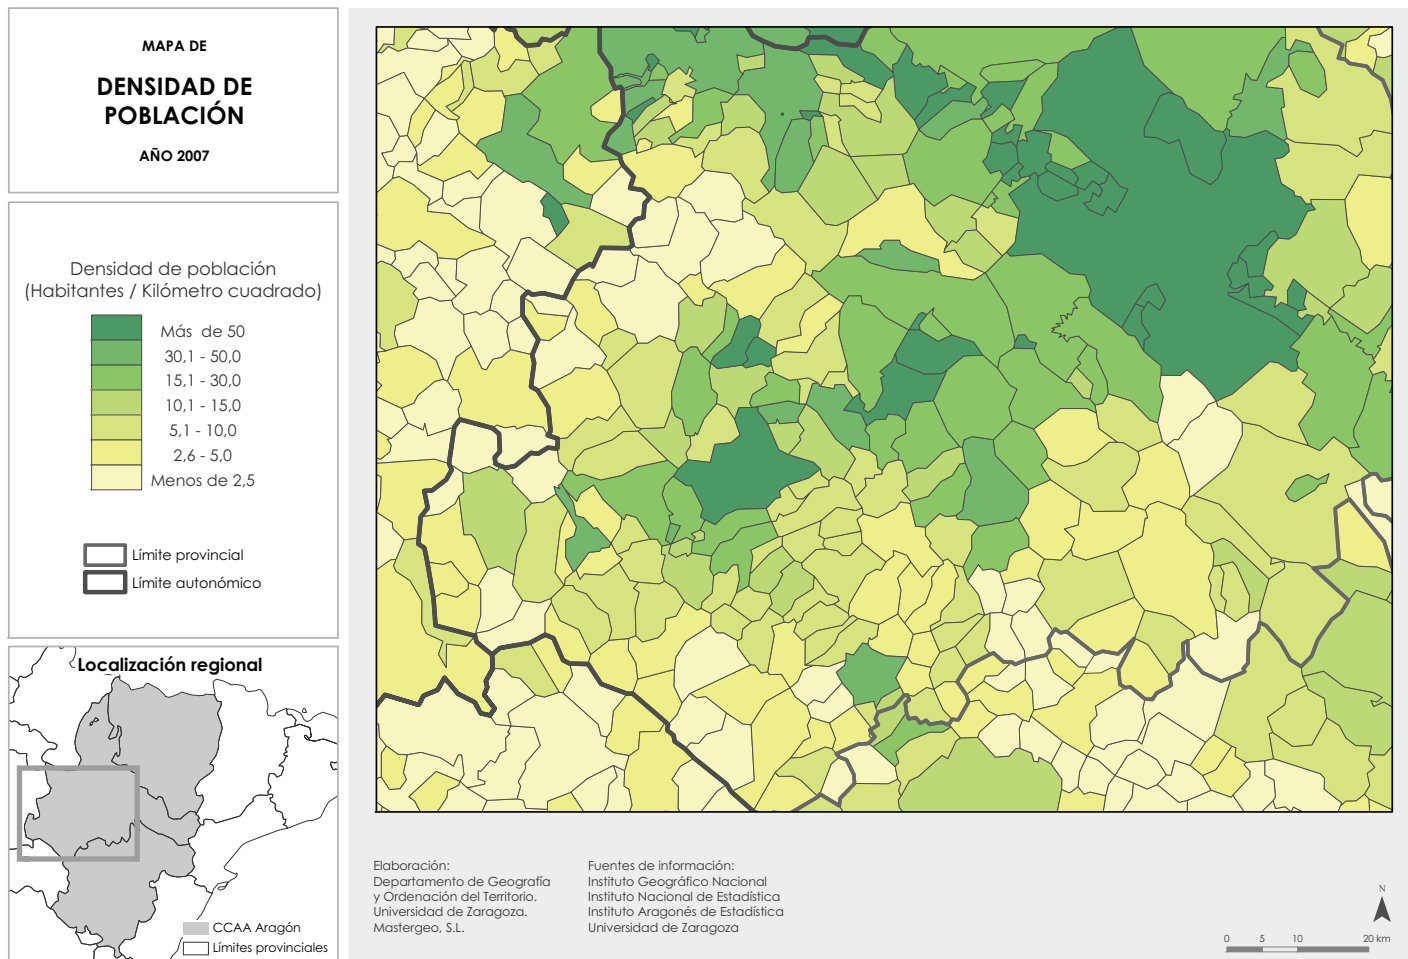 MAPA DE
DENSIDAD DE
POBLACIÓN
AÑO 2007
Densidad de población
(Habitantes / Kilómetro cuadrado)
Más de 50
30,1 - 50,0
15,1 - 30,0
10,1 - 15,0
5,1 - 10,0
2,6 - 5,0
Menos de 2,5
Límite provincial
Límite autonómico
Localización regional
CCAA Aragón
Límites provinciales
Elaboración:
Departamento de Geografía
y Ordenación del Territorio.
Universidad de Zaragoza.
Mastergeo, S.L.
Fuentes de información:
Instituto Geográfico Nacional
Instituto Nacional de Estadística
Instituto Aragonés de Estadística
Universidad de Zaragoza
N
0 5 10 20 km